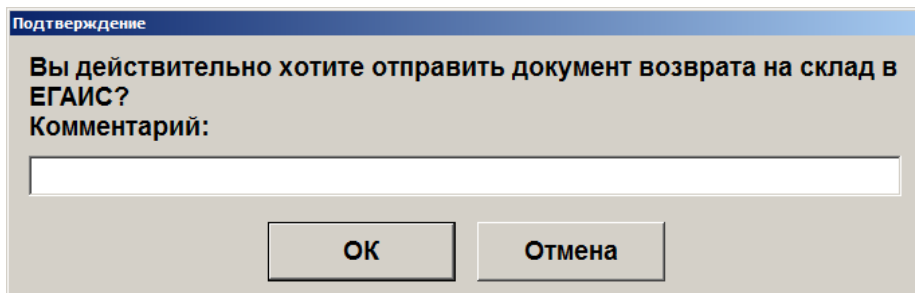 Подтверждение
Вы действительно хотите отправить документ возврата на склад в
ЕГАИС?
Комментарий:
ОК
Отмена